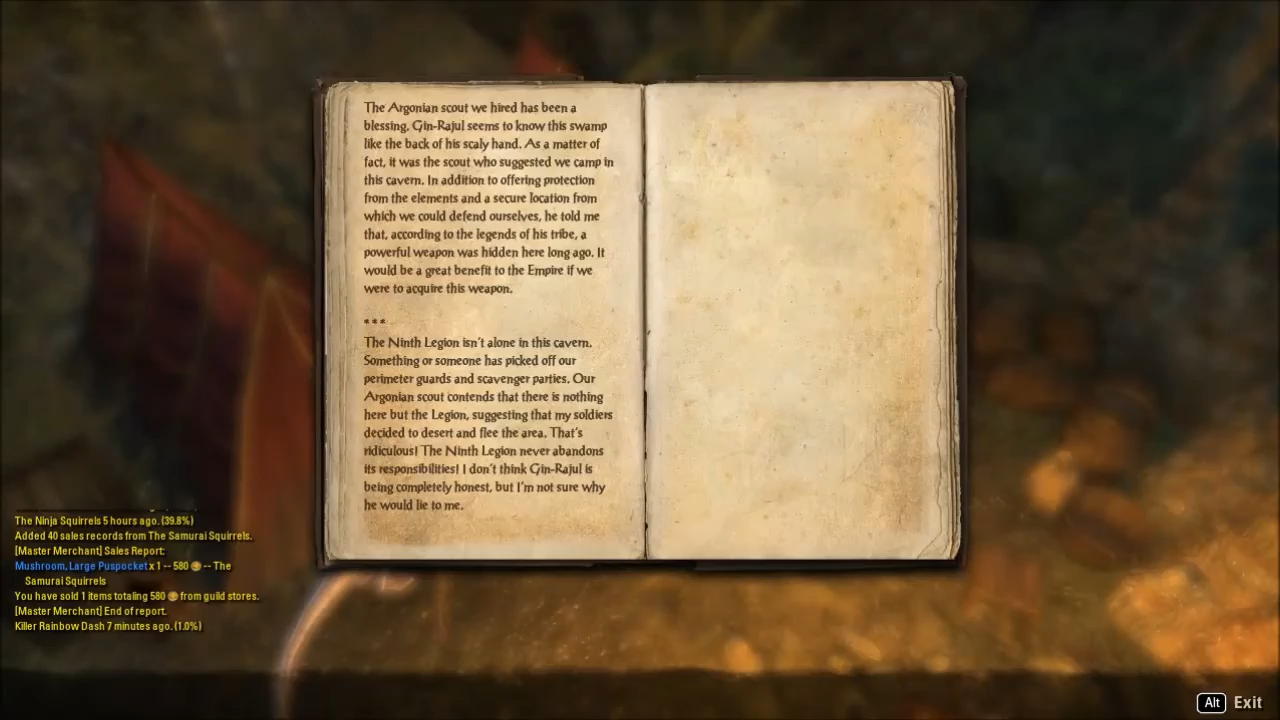 The Argonian scout we hired has been a
blessing. Gin-Rajul seems to know this swamp
like the back of his scaly hand. As a matter of
fact, it was the scout who suggested we camp in
this cavern. In addition to offering protection
from the elements and a secure location from
which we could defend ourselves, he told me
that, according to the legends of his tribe, a
powerful weapon was hidden here long ago. It
would be a great benefit to the Empire if we
were to acquire this weapon.
***
The Ninth Legion isn't alone in this cavern.
Something or someone has picked off our
perimeter guards and scavenger parties. Our
Argonian scout contends that there is nothing
here but the Legion, suggesting that my soldiers
decided to desert and flee the area. That's
ridiculous! The Ninth Legion never abandons
its responsibilities! I don't think Gin-Rajul is
being completely honest, but I'm not sure why
he would lie to me.
The Ninja Squirrels 5 hours ago. (39.8%)
Added 40 sales records from The Samurai Squirrels.
[Master Merchant] Sales Report:
Mushroom, Large Puspocket x 1 -- 580 -- The
Samurai Squirrels
You have sold 1 items totaling 580 from guild stores.
[Master Merchant] End of report.
Killer Rainbow Dash 7 minutes ago. (1.0%)
Alt Exit